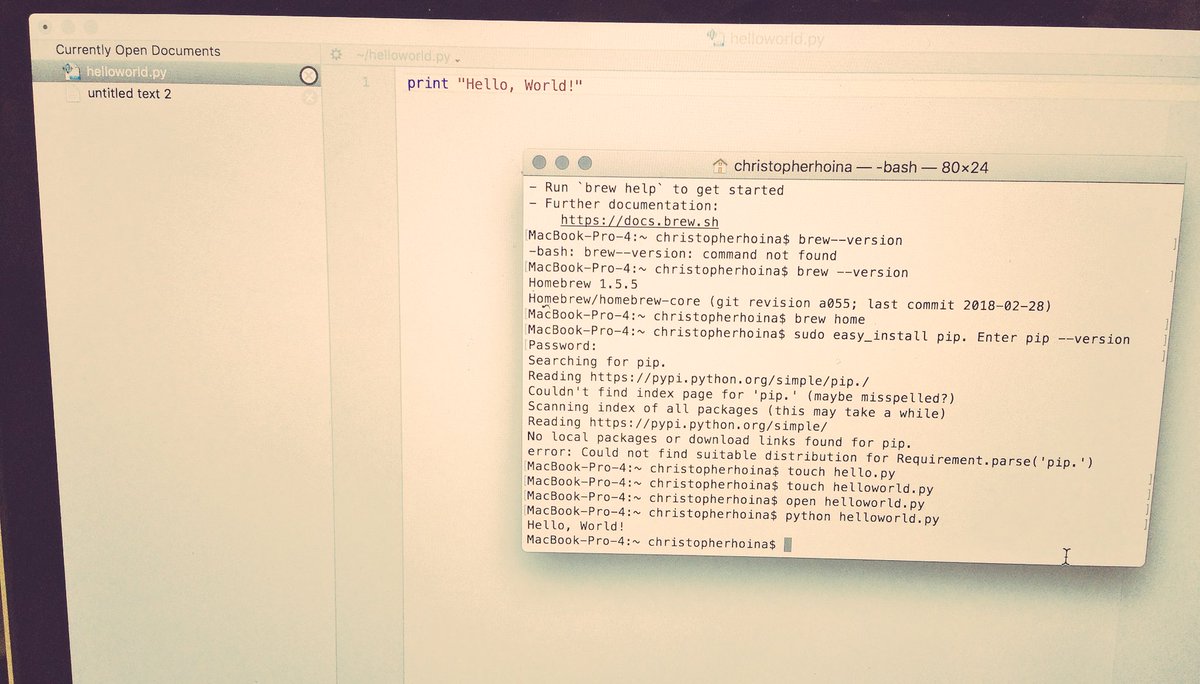 helloworld.py
Currently Open Documents
helloworld.py
untitled text 2
~/helloworld.py
1
print "Hello, World!"
christopherhoina — -bash — 80×24
- Run `brew help` to get started
- Further documentation:
https://docs.brew.sh
[MacBook-Pro-4:~ christopherhoina$ brew--version ]
-bash: brew--version: command not found
[MacBook-Pro-4:~ christopherhoina$ brew --version ]
Homebrew 1.5.5
Homebrew/homebrew-core (git revision a055; last commit 2018-02-28)
[MacBook-Pro-4:~ christopherhoina$ brew home ]
[MacBook-Pro-4:~ christopherhoina$ sudo easy_install pip. Enter pip --version ]
Password:
Searching for pip.
Reading https://pypi.python.org/simple/pip./
Couldn't find index page for 'pip.' (maybe misspelled?)
Scanning index of all packages (this may take a while)
Reading https://pypi.python.org/simple/
No local packages or download links found for pip.
error: Could not find suitable distribution for Requirement.parse('pip.')
[MacBook-Pro-4:~ christopherhoina$ touch hello.py ]
[MacBook-Pro-4:~ christopherhoina$ touch helloworld.py ]
[MacBook-Pro-4:~ christopherhoina$ open helloworld.py ]
[MacBook-Pro-4:~ christopherhoina$ python helloworld.py ]
Hello, World!
MacBook-Pro-4:~ christopherhoina$